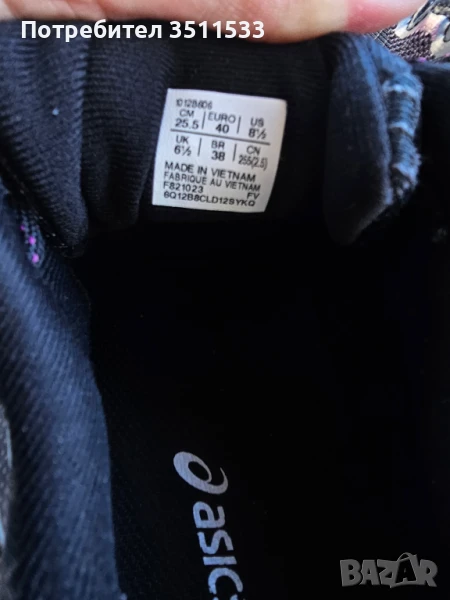 Потребител 3511533
1012B606
CM EURO US
25.5 40 8½
UK BR CN
6½ 38 255(2.5)
MADE IN VIETNAM
FABRIQUE AU VIETNAM
F821023 FV
6Q12B8CLD12SYKQ
asics
BAZAR